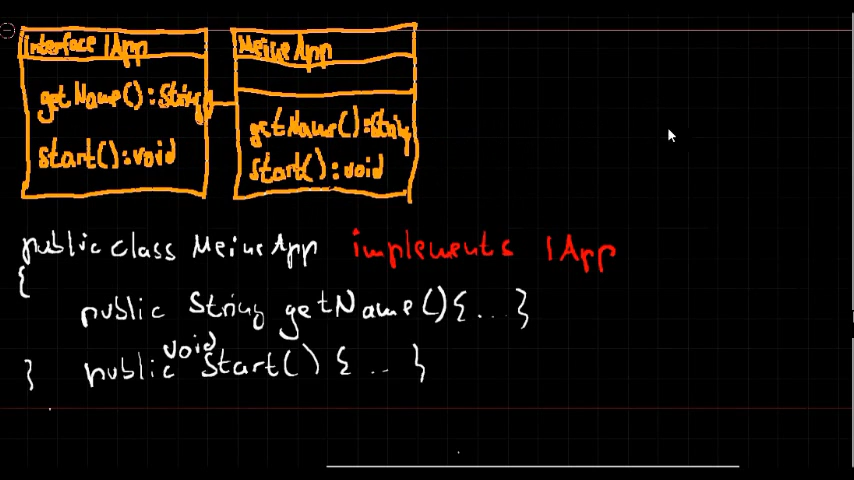 Interface IApp
getName():String
start():void
MeineApp
getName():String
start():void
public class MeineApp implements IApp
{
public String getName(){...}
public void start(){...}
}